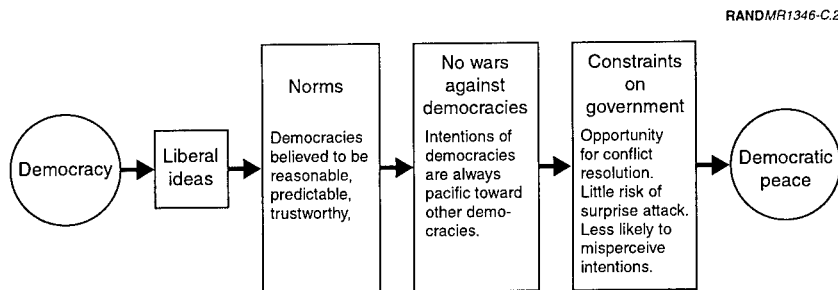 RANDMR1346-C.2
Democracy
Liberal
ideas
Norms
Democracies
believed to be
reasonable,
predictable,
trustworthy,
No wars
against
democracies
Intentions of
democracies
are always
pacific toward
other demo-
cracies.
Constraints
on
government
Opportunity
for conflict
resolution.
Little risk of
surprise attack.
Less likely to
misperceive
intentions.
Democratic
peace